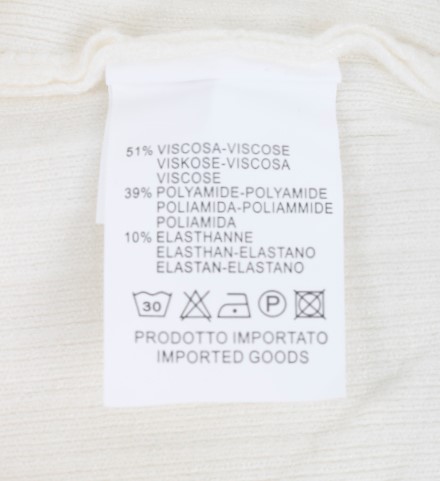 51% VISCOSA-VISCOSE
VISKOSE-VISCOSA
VISCOSE
39% POLYAMIDE-POLYAMIDE
POLIAMIDA-POLIAMMIDE
POLIAMIDA
10% ELASTHANNE
ELASTHAN-ELASTANO
ELASTAN-ELASTANO
30 P
PRODOTTO IMPORTATO
IMPORTED GOODS